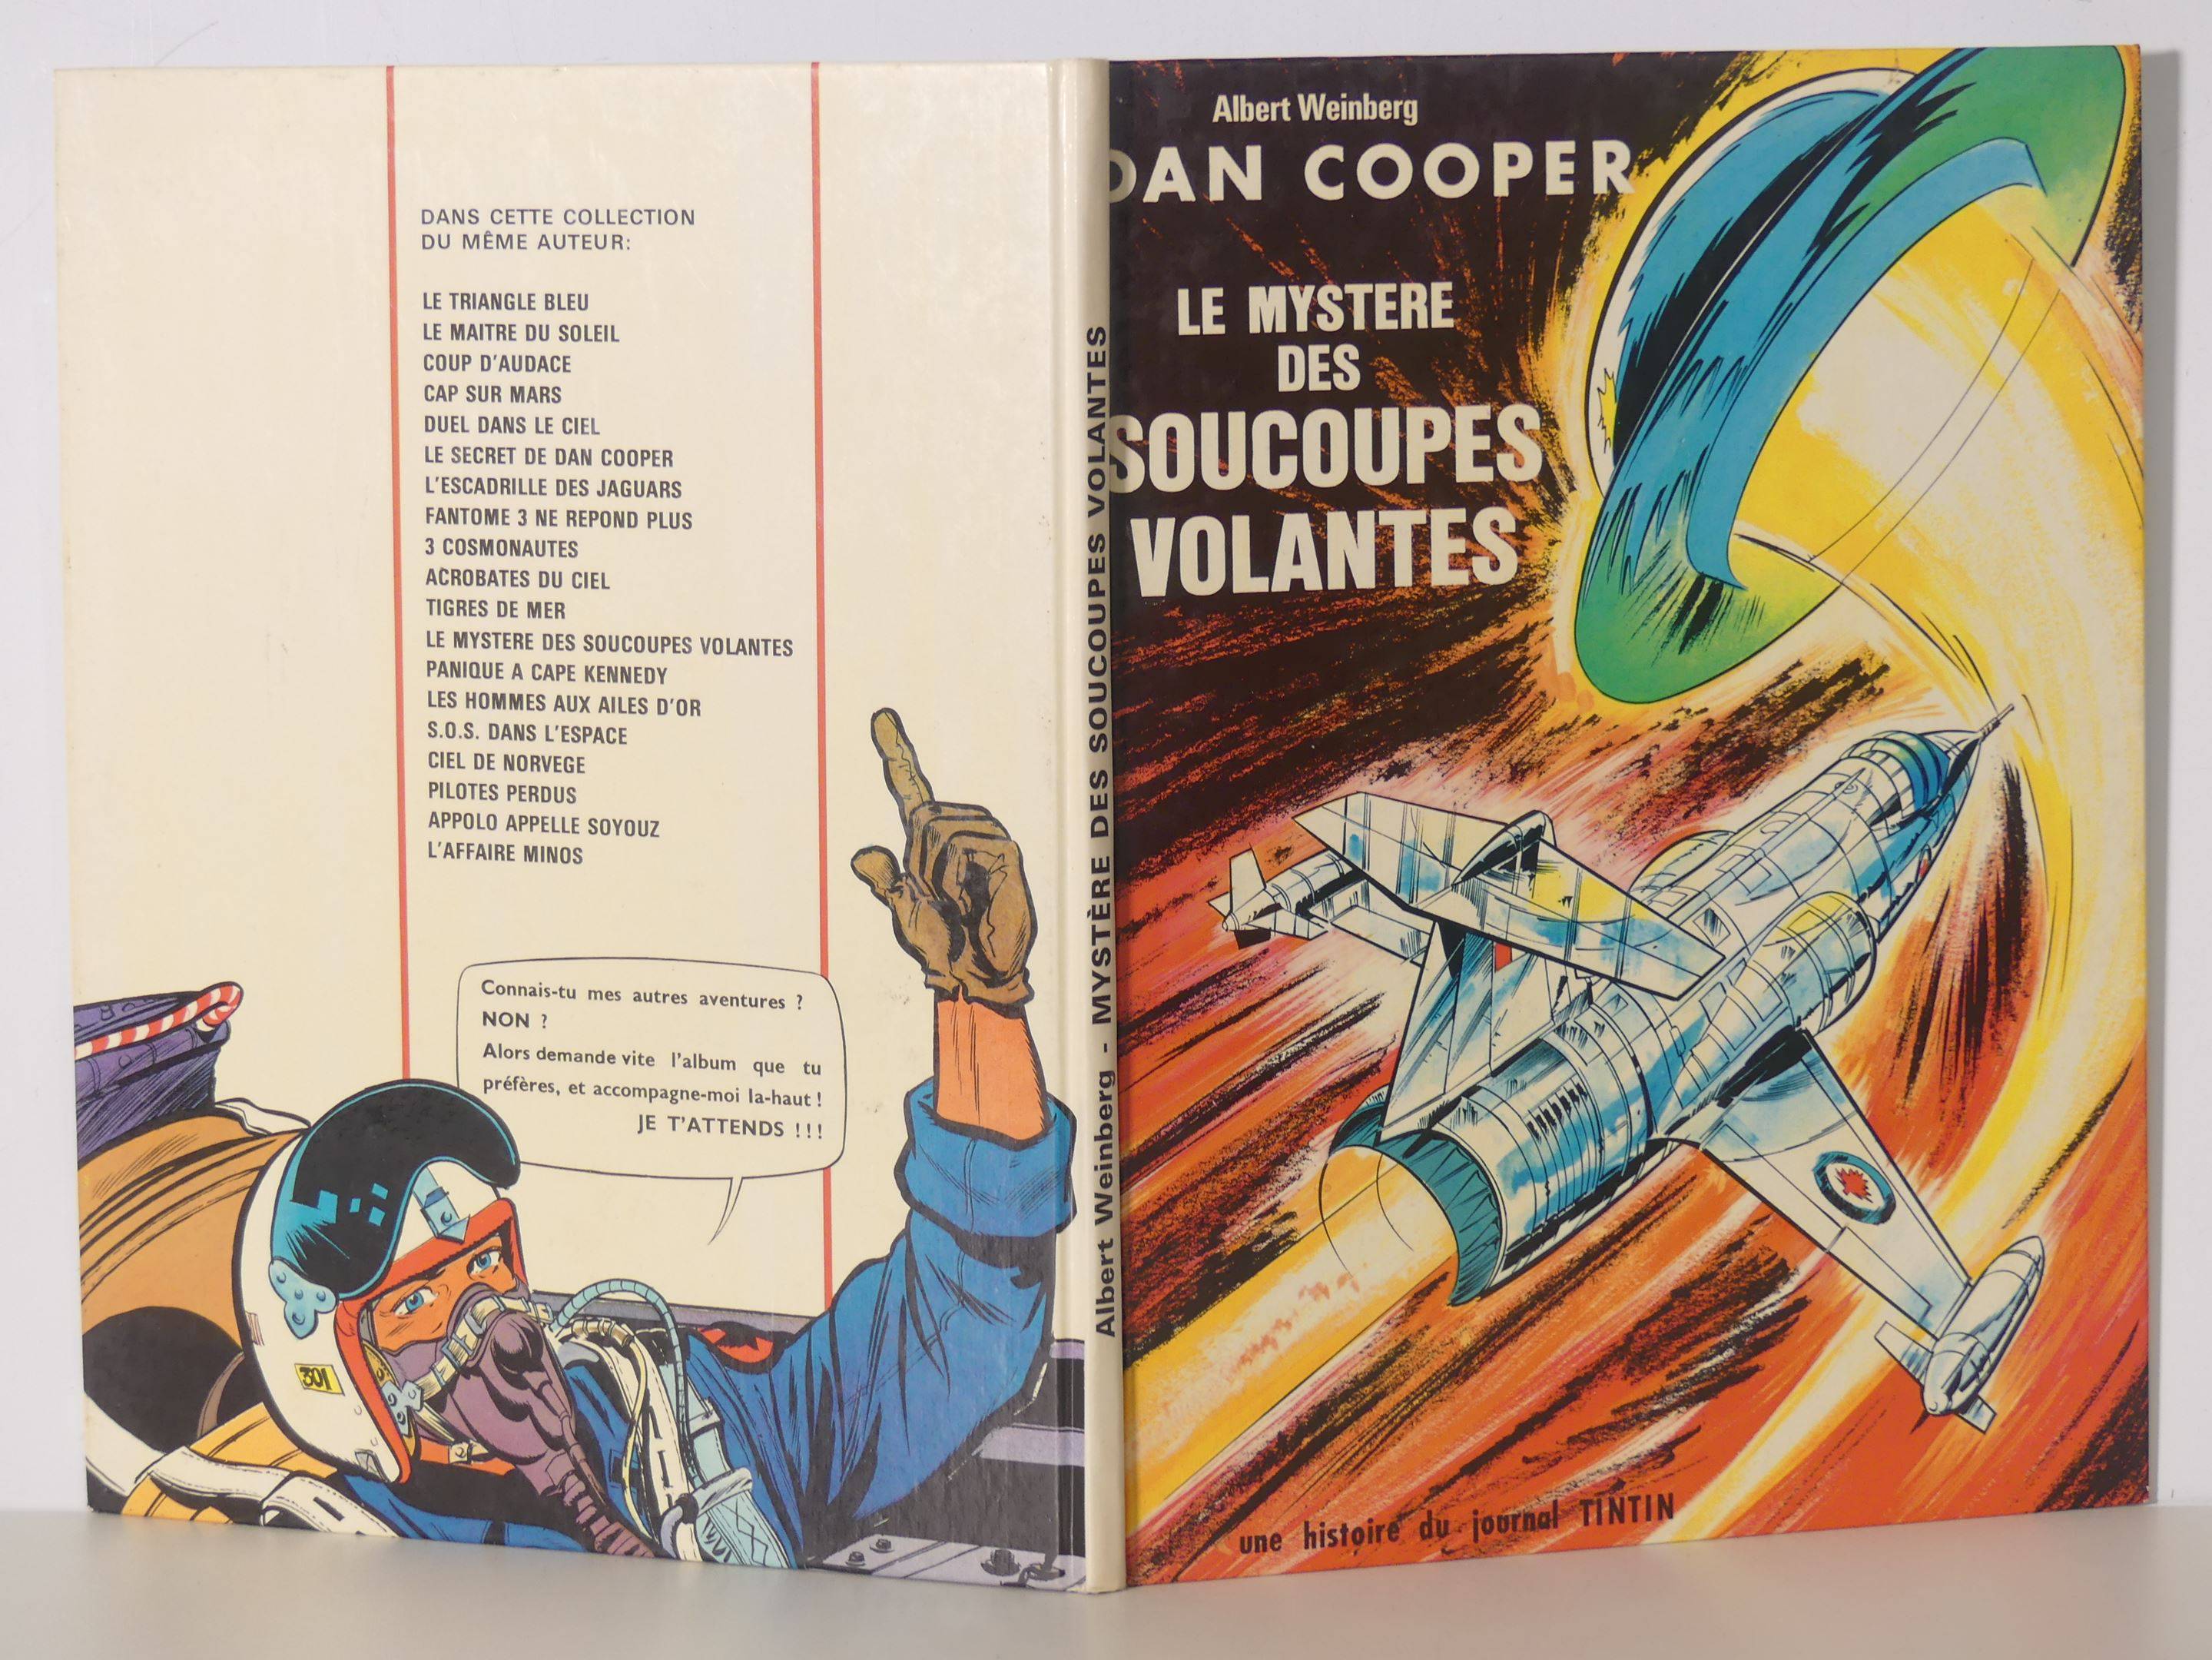 DANS CETTE COLLECTION
DU MÊME AUTEUR:
LE TRIANGLE BLEU
LE MAITRE DU SOLEIL
COUP D'AUDACE
CAP SUR MARS
DUEL DANS LE CIEL
LE SECRET DE DAN COOPER
L'ESCADRILLE DES JAGUARS
FANTOME 3 NE REPOND PLUS
3 COSMONAUTES
ACROBATES DU CIEL
TIGRES DE MER
LE MYSTERE DES SOUCOUPES VOLANTES
PANIQUE A CAPE KENNEDY
LES HOMMES AUX AILES D'OR
S.O.S. DANS L'ESPACE
CIEL DE NORVEGE
PILOTES PERDUS
APPOLO APPELLE SOYOUZ
L'AFFAIRE MINOS
Connais-tu mes autres aventures ?
NON ?
Alors demande vite l'album que tu
préfères, et accompagne-moi la-haut !
JE T'ATTENDS !!!
301
Albert Weinberg - MYSTÈRE DES SOUCOUPES VOLANTES
Albert Weinberg
DAN COOPER
LE MYSTERE
DES
SOUCOUPES
VOLANTES
une histoire du journal TINTIN